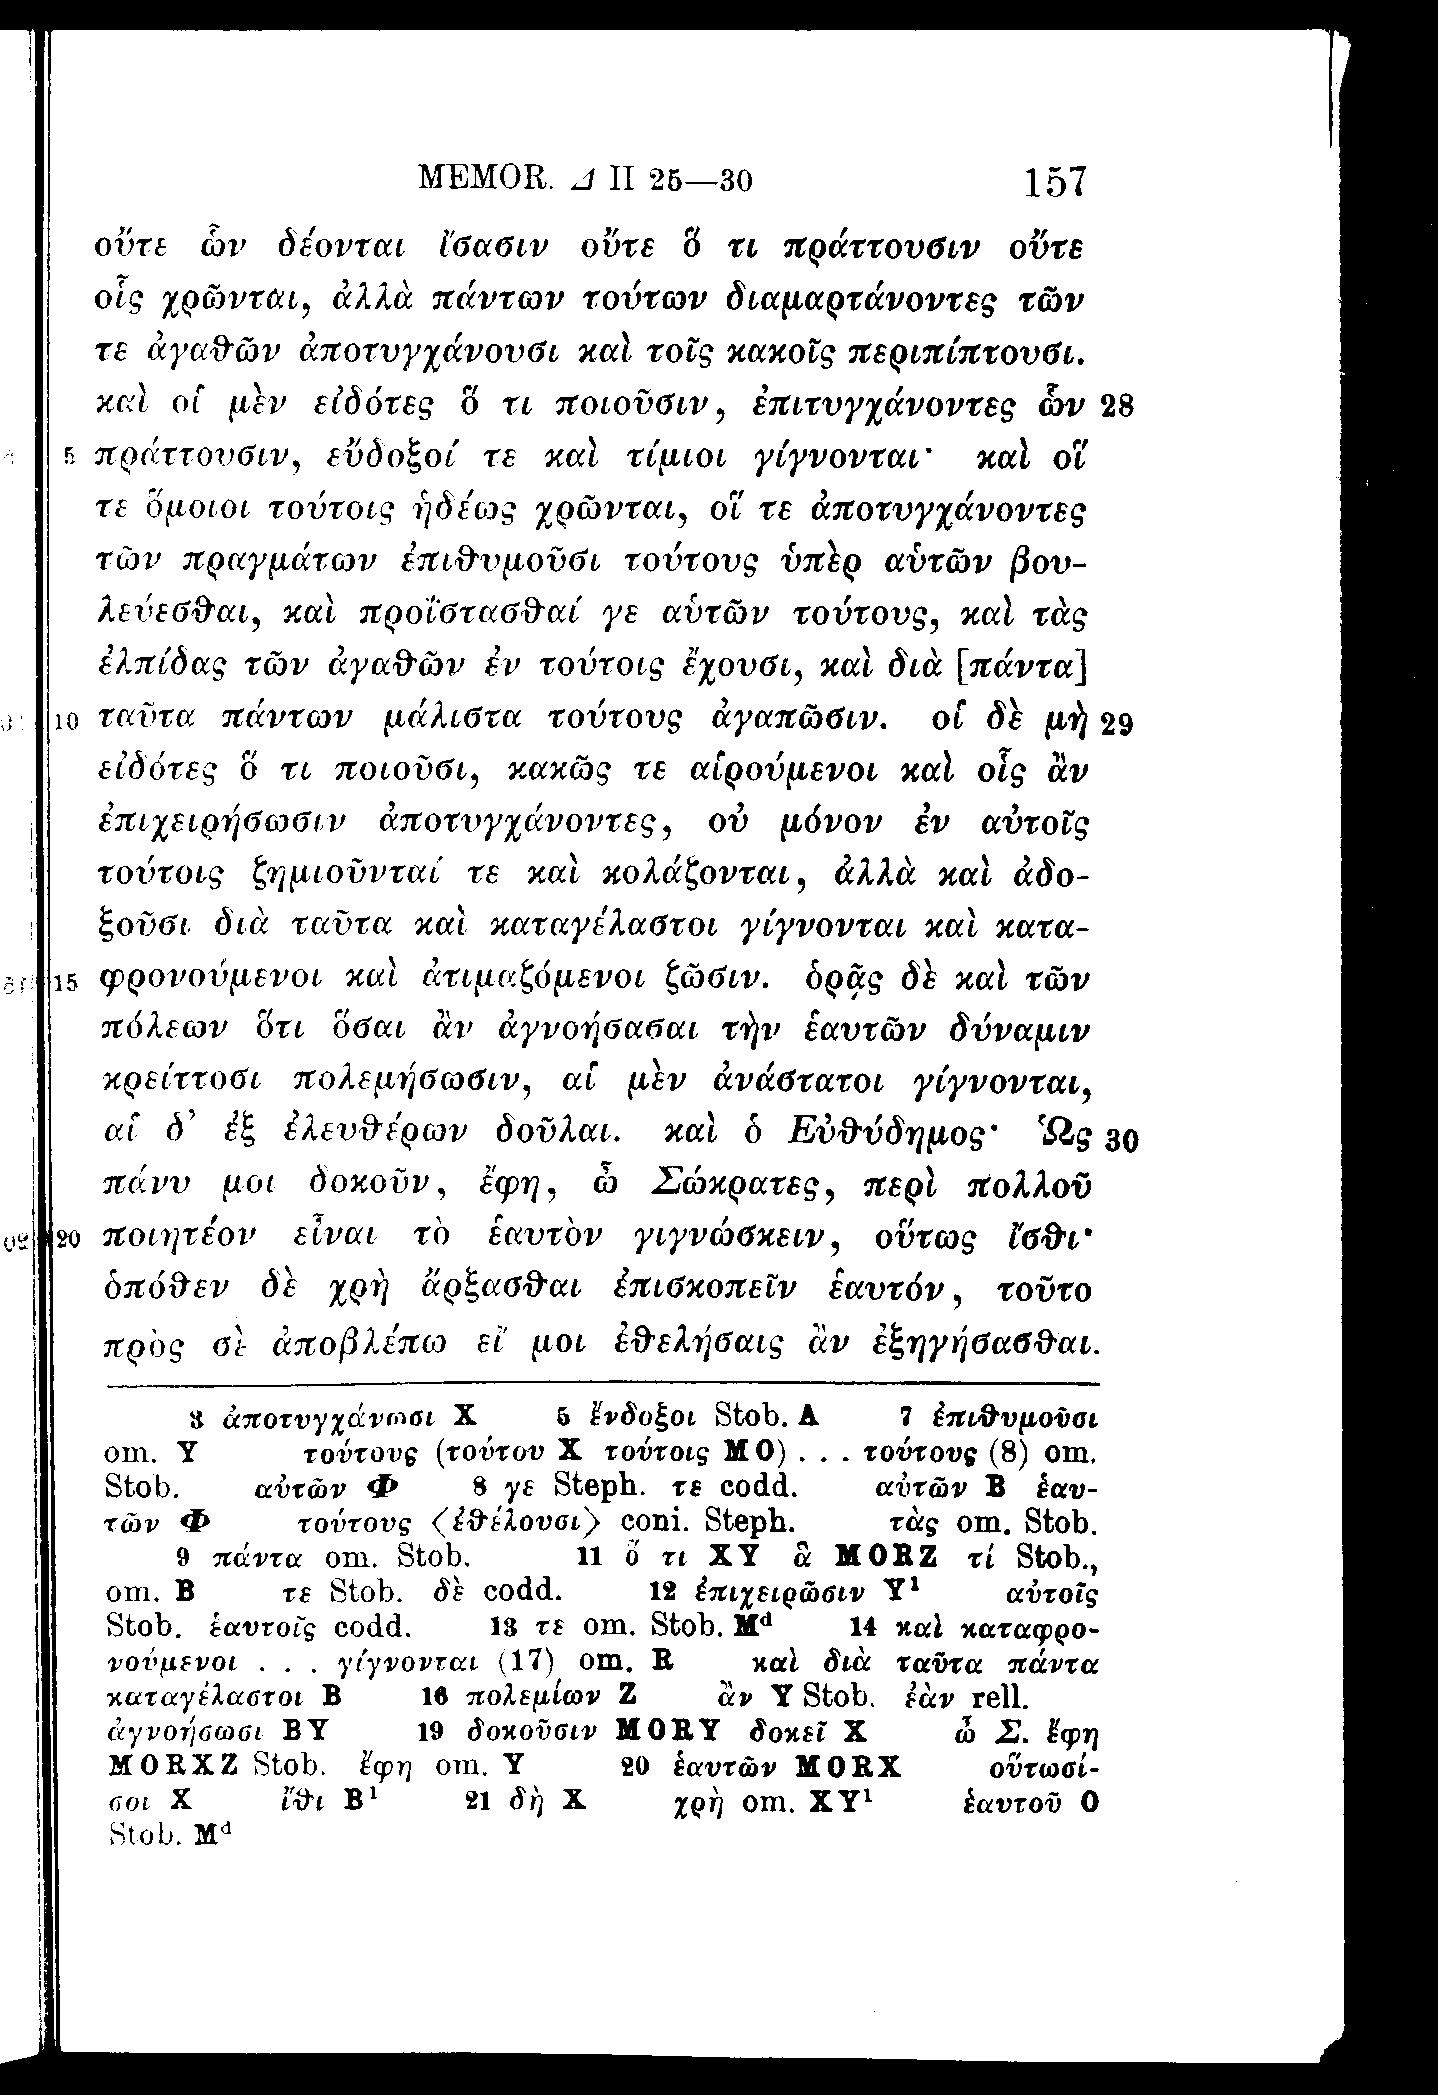 MEMOR. Δ II 25—30 157
οὔτε ὧν δέονται ἴσασιν οὔτε ὅ τι πράττουσιν οὔτε
οἷς χρῶνται, ἀλλὰ πάντων τούτων διαμαρτάνοντες τῶν
τε ἀγαθῶν ἀποτυγχάνουσι καὶ τοῖς κακοῖς περιπίπτουσι.
καὶ οἱ μὲν εἰδότες ὅ τι ποιοῦσιν, ἐπιτυγχάνοντες ὧν 28
5 πράττουσιν, εὔδοξοί τε καὶ τίμιοι γίγνονται· καὶ οἵ
τε ὅμοιοι τούτοις ἡδέως χρῶνται, οἵ τε ἀποτυγχάνοντες
τῶν πραγμάτων ἐπιθυμοῦσι τούτους ὑπὲρ αὑτῶν βου-
λεύεσθαι, καὶ προΐστασθαί γε αὑτῶν τούτους, καὶ τὰς
ἐλπίδας τῶν ἀγαθῶν ἐν τούτοις ἔχουσι, καὶ διὰ [πάντα]
10 ταῦτα πάντων μάλιστα τούτους ἀγαπῶσιν. οἱ δὲ μὴ 29
εἰδότες ὅ τι ποιοῦσι, κακῶς τε αἱρούμενοι καὶ οἷς ἂν
ἐπιχειρήσωσιν ἀποτυγχάνοντες, οὐ μόνον ἐν αὐτοῖς
τούτοις ζημιοῦνταί τε καὶ κολάζονται, ἀλλὰ καὶ ἀδο-
ξοῦσι διὰ ταῦτα καὶ καταγέλαστοι γίγνονται καὶ κατα-
15 φρονούμενοι καὶ ἀτιμαζόμενοι ζῶσιν. ὁρᾷς δὲ καὶ τῶν
πόλεων ὅτι ὅσαι ἂν ἀγνοήσασαι τὴν ἑαυτῶν δύναμιν
κρείττοσι πολεμήσωσιν, αἱ μὲν ἀνάστατοι γίγνονται,
αἱ δ’ ἐξ ἐλευθέρων δοῦλαι. καὶ ὁ Εὐθύδημος· Ὡς 30
πάνυ μοι δοκοῦν, ἔφη, ὦ Σώκρατες, περὶ πολλοῦ
20 ποιητέον εἶναι τὸ ἑαυτὸν γιγνώσκειν, οὕτως ἴσθι·
ὁπόθεν δὲ χρὴ ἄρξασθαι ἐπισκοπεῖν ἑαυτόν, τοῦτο
πρὸς σὲ ἀποβλέπω εἴ μοι ἐθελήσαις ἂν ἐξηγήσασθαι.
3 ἀποτυγχάνωσι X 5 ἔνδοξοι Stob. A 7 ἐπιθυμοῦσι
om. Y τούτους (τούτου X τούτοις MO) . . . τούτους (8) om.
Stob. αὐτῶν Φ 8 γε Steph. τε codd. αὐτῶν B ἑαυ-
τῶν Φ τούτους ⟨ἐθέλουσι⟩ coni. Steph. τὰς om. Stob.
9 πάντα om. Stob. 11 ὅ τι XY ἃ MORZ τί Stob.,
om. B τε Stob. δὲ codd. 12 ἐπιχειρῶσιν Y¹ αὐτοῖς
Stob. ἑαυτοῖς codd. 13 τε om. Stob. Mᵈ 14 καὶ καταφρο-
νούμενοι . . . γίγνονται (17) om. R καὶ διὰ ταῦτα πάντα
καταγέλαστοι B 16 πολεμίων Z ἂν Y Stob. ἐὰν rell.
ἀγνοήσωσι BY 19 δοκοῦσιν MORY δοκεῖ X ὦ Σ. ἔφη
MORXZ Stob. ἔφη om. Y 20 ἑαυτῶν MORX οὕτωσί-
σοι X ἴθι B¹ 21 δὴ X χρὴ om. XY¹ ἑαυτοῦ O
Stob. Mᵈ